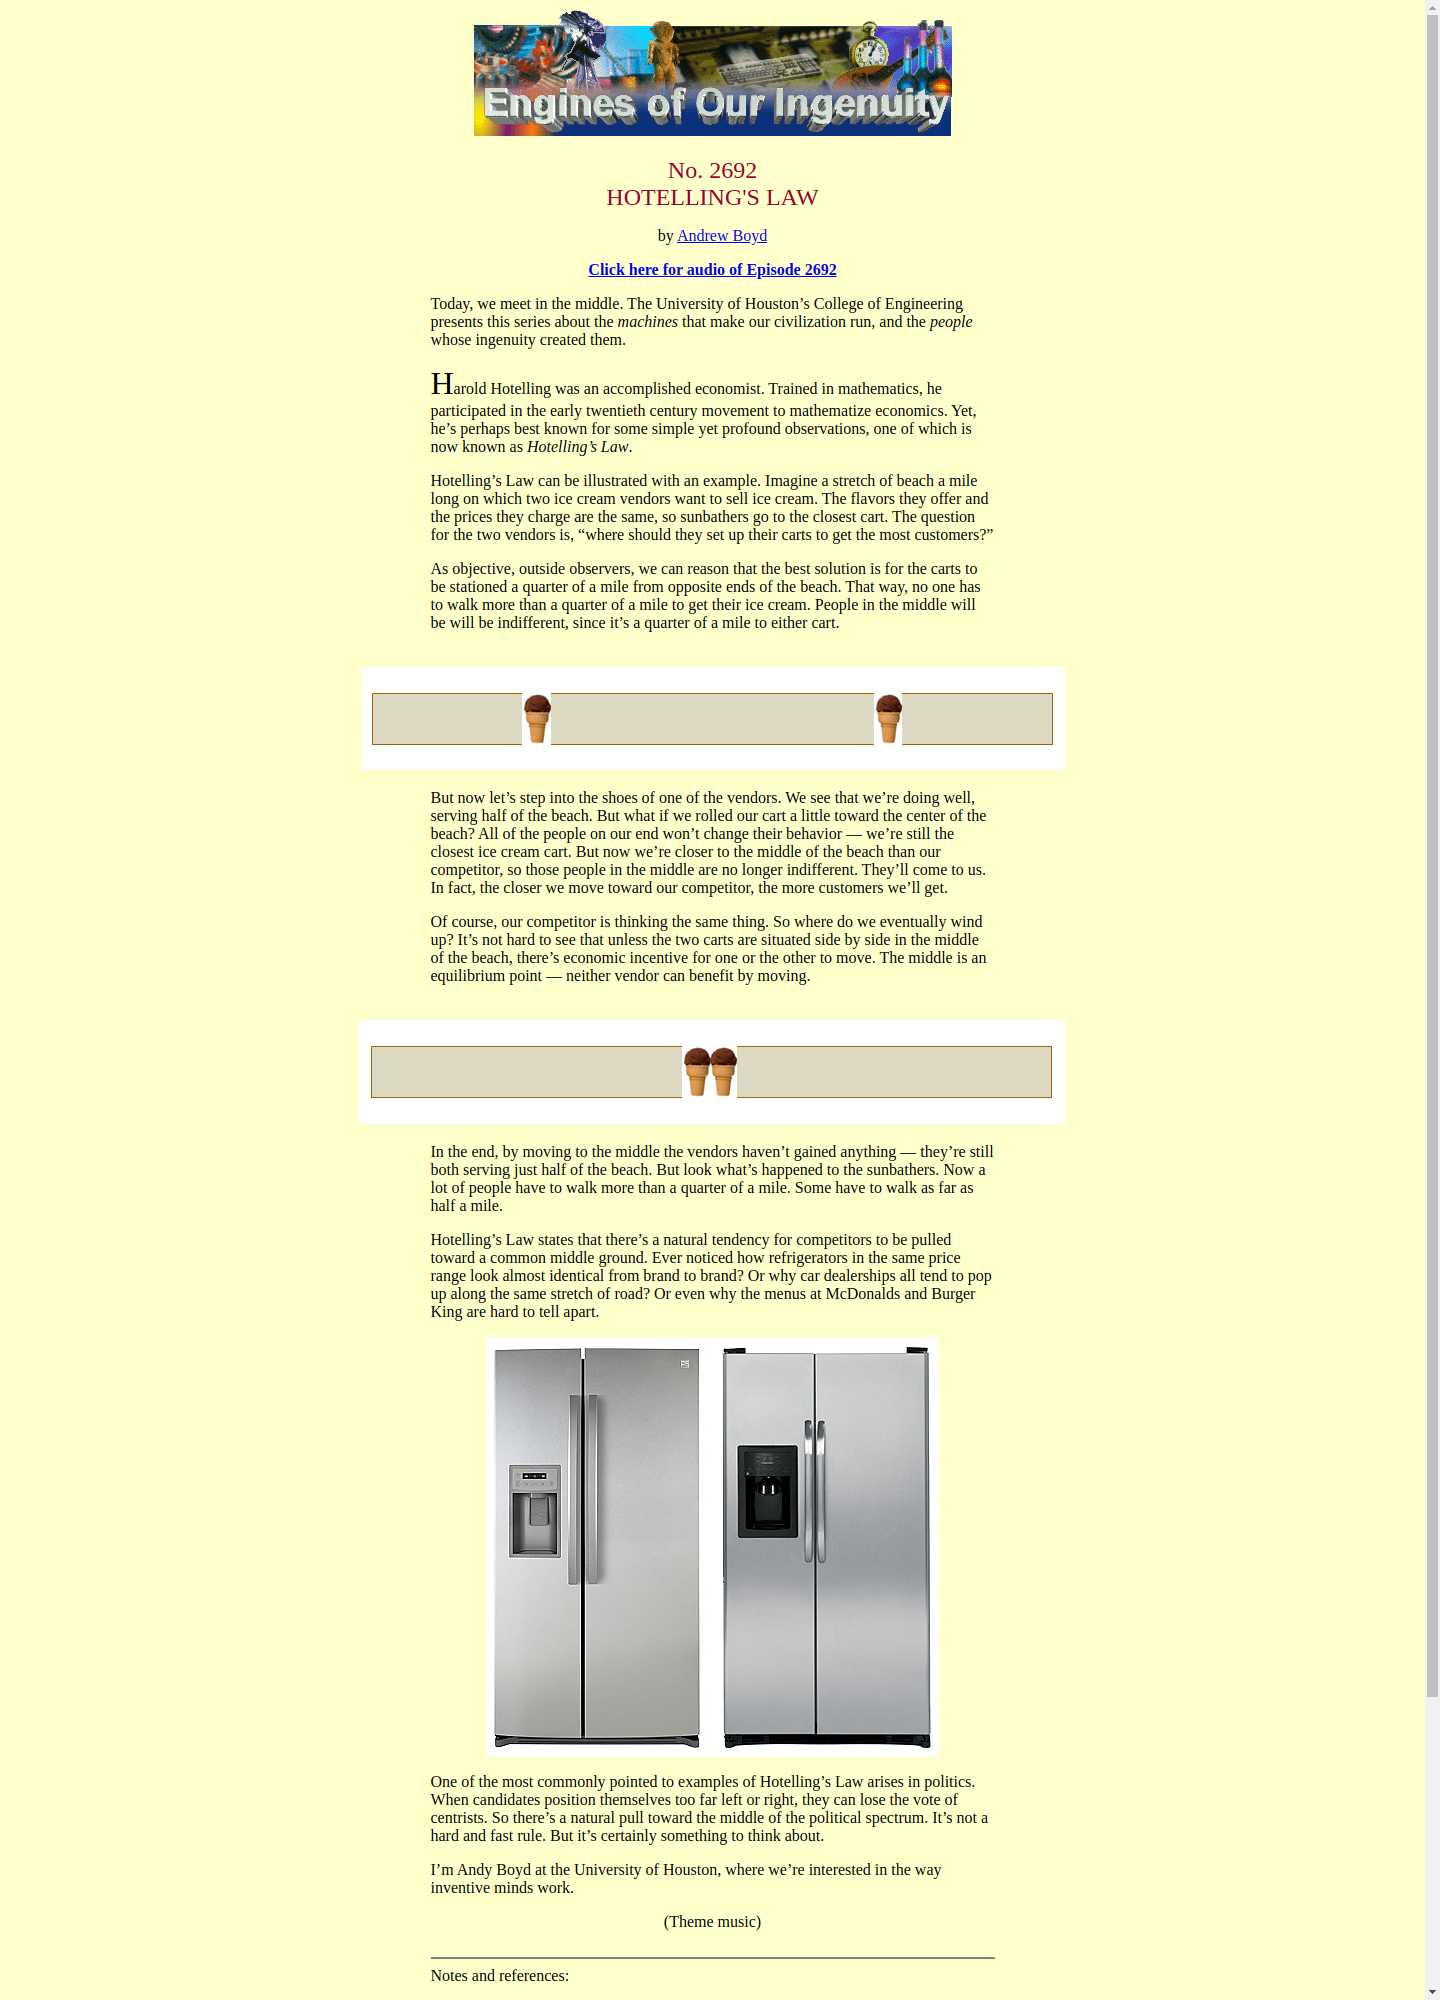 Engines of Our Ingenuity
No. 2692
HOTELLING'S LAW
by Andrew Boyd
Click here for audio of Episode 2692
Today, we meet in the middle. The University of Houston’s College of Engineering
presents this series about the machines that make our civilization run, and the people
whose ingenuity created them.
Harold Hotelling was an accomplished economist. Trained in mathematics, he
participated in the early twentieth century movement to mathematize economics. Yet,
he’s perhaps best known for some simple yet profound observations, one of which is
now known as Hotelling’s Law.
Hotelling’s Law can be illustrated with an example. Imagine a stretch of beach a mile
long on which two ice cream vendors want to sell ice cream. The flavors they offer and
the prices they charge are the same, so sunbathers go to the closest cart. The question
for the two vendors is, “where should they set up their carts to get the most customers?”
As objective, outside observers, we can reason that the best solution is for the carts to
be stationed a quarter of a mile from opposite ends of the beach. That way, no one has
to walk more than a quarter of a mile to get their ice cream. People in the middle will
be will be indifferent, since it’s a quarter of a mile to either cart.
But now let’s step into the shoes of one of the vendors. We see that we’re doing well,
serving half of the beach. But what if we rolled our cart a little toward the center of the
beach? All of the people on our end won’t change their behavior — we’re still the
closest ice cream cart. But now we’re closer to the middle of the beach than our
competitor, so those people in the middle are no longer indifferent. They’ll come to us.
In fact, the closer we move toward our competitor, the more customers we’ll get.
Of course, our competitor is thinking the same thing. So where do we eventually wind
up? It’s not hard to see that unless the two carts are situated side by side in the middle
of the beach, there’s economic incentive for one or the other to move. The middle is an
equilibrium point — neither vendor can benefit by moving.
In the end, by moving to the middle the vendors haven’t gained anything — they’re still
both serving just half of the beach. But look what’s happened to the sunbathers. Now a
lot of people have to walk more than a quarter of a mile. Some have to walk as far as
half a mile.
Hotelling’s Law states that there’s a natural tendency for competitors to be pulled
toward a common middle ground. Ever noticed how refrigerators in the same price
range look almost identical from brand to brand? Or why car dealerships all tend to pop
up along the same stretch of road? Or even why the menus at McDonalds and Burger
King are hard to tell apart.
One of the most commonly pointed to examples of Hotelling’s Law arises in politics.
When candidates position themselves too far left or right, they can lose the vote of
centrists. So there’s a natural pull toward the middle of the political spectrum. It’s not a
hard and fast rule. But it’s certainly something to think about.
I’m Andy Boyd at the University of Houston, where we’re interested in the way
inventive minds work.
(Theme music)
Notes and references: